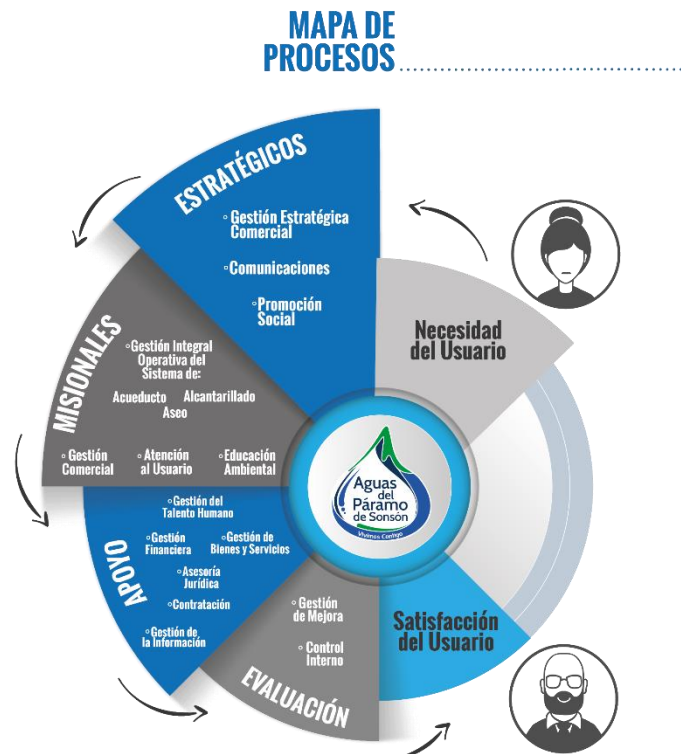 MAPA DE
PROCESOS
ESTRATÉGICOS
Gestión Estratégica
Comercial
Comunicaciones
Promoción
Social
Necesidad
del Usuario
MISIONALES
Gestión Integral
Operativa del
Sistema de:
Acueducto Alcantarillado
Aseo
Gestión
Comercial
Atención
al Usuario
Educación
Ambiental
Aguas
del
Páramo
de Sonsón
Vivimos Contigo
APOYO
Gestión del
Talento Humano
Gestión
Financiera
Gestión de
Bienes y Servicios
Asesoría
Jurídica
Contratación
Gestión de
la Información
EVALUACIÓN
Gestión
de Mejora
Control
Interno
Satisfacción
del Usuario